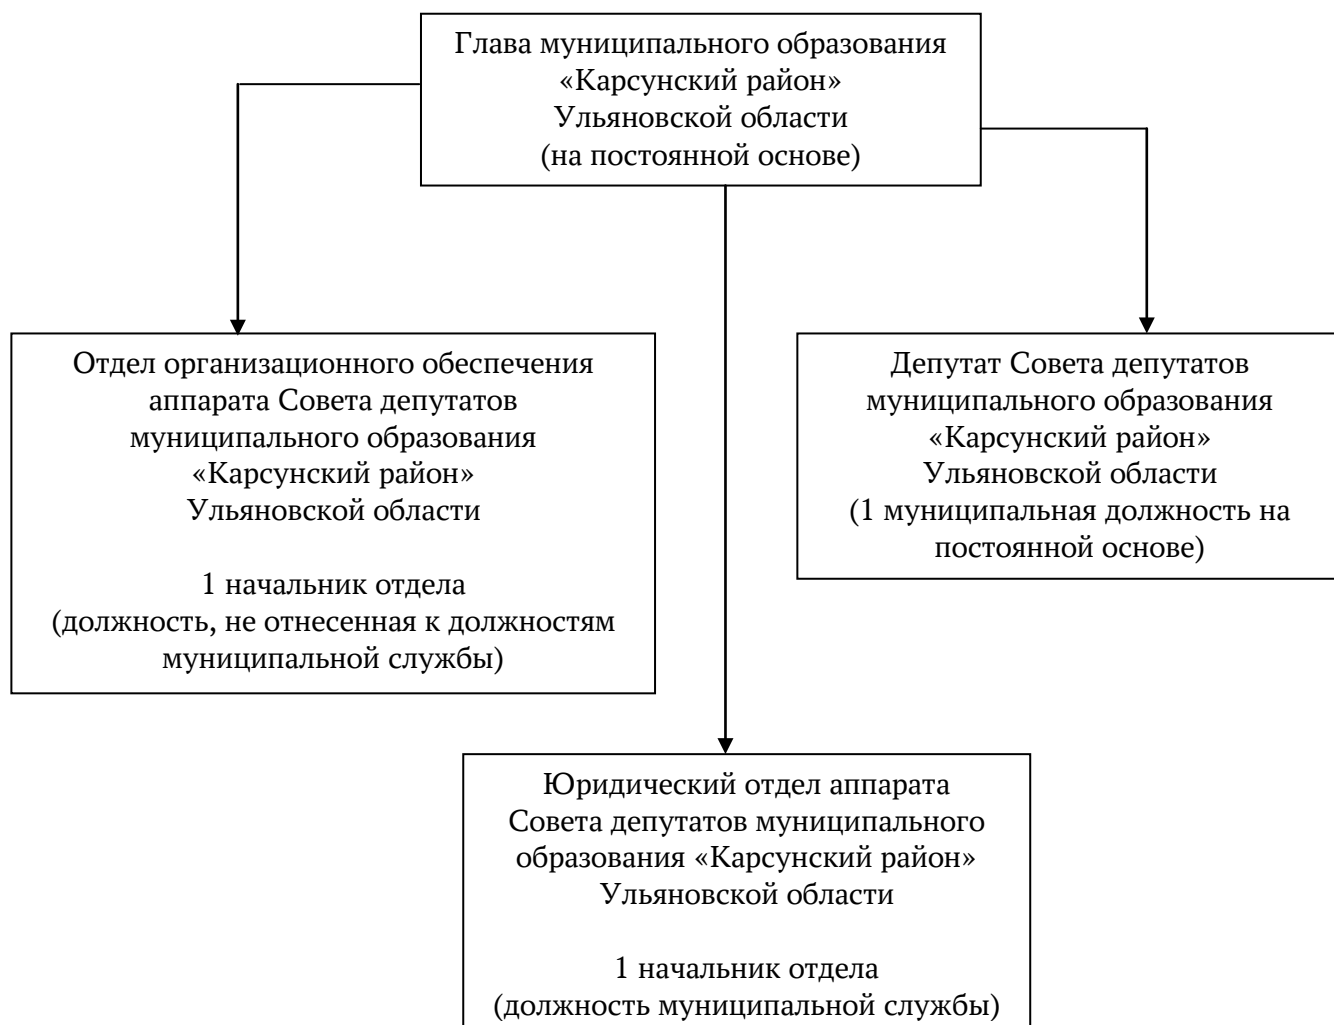 Глава муниципального образования
«Карсунский район»
Ульяновской области
(на постоянной основе)
Отдел организационного обеспечения
аппарата Совета депутатов
муниципального образования
«Карсунский район»
Ульяновской области
1 начальник отдела
(должность, не отнесенная к должностям
муниципальной службы)
Депутат Совета депутатов
муниципального образования
«Карсунский район»
Ульяновской области
(1 муниципальная должность на
постоянной основе)
Юридический отдел аппарата
Совета депутатов муниципального
образования «Карсунский район»
Ульяновской области
1 начальник отдела
(должность муниципальной службы)